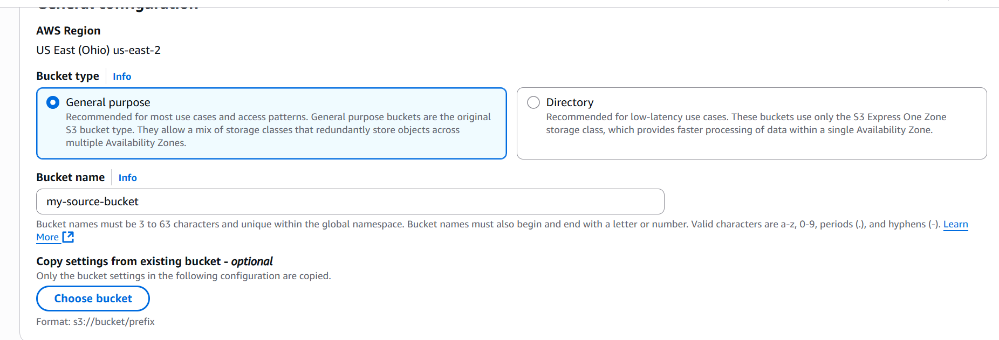 General configuration
AWS Region
US East (Ohio) us-east-2
Bucket type
Info
General purpose
Recommended for most use cases and access patterns. General purpose buckets are the original
S3 bucket type. They allow a mix of storage classes that redundantly store objects across
multiple Availability Zones.
Directory
Recommended for low-latency use cases. These buckets use only the S3 Express One Zone
storage class, which provides faster processing of data within a single Availability Zone.
Bucket name
Info
my-source-bucket
Bucket names must be 3 to 63 characters and unique within the global namespace. Bucket names must also begin and end with a letter or number. Valid characters are a-z, 0-9, periods (.), and hyphens (-). Learn
More
Copy settings from existing bucket - optional
Only the bucket settings in the following configuration are copied.
Choose bucket
Format: s3://bucket/prefix